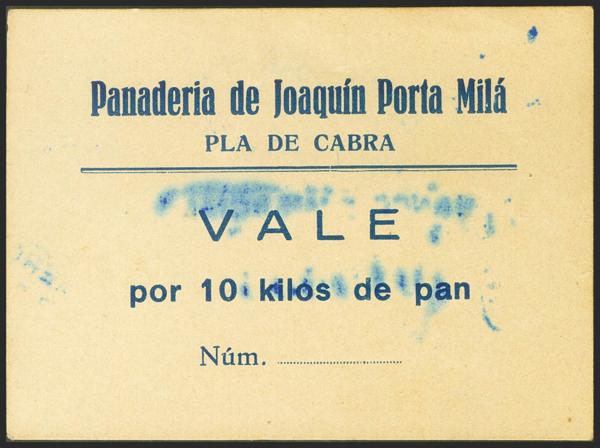 Panaderia de Joaquín Porta Milá
PLA DE CABRA
VALE
por 10 kilos de pan
Núm. ..............................